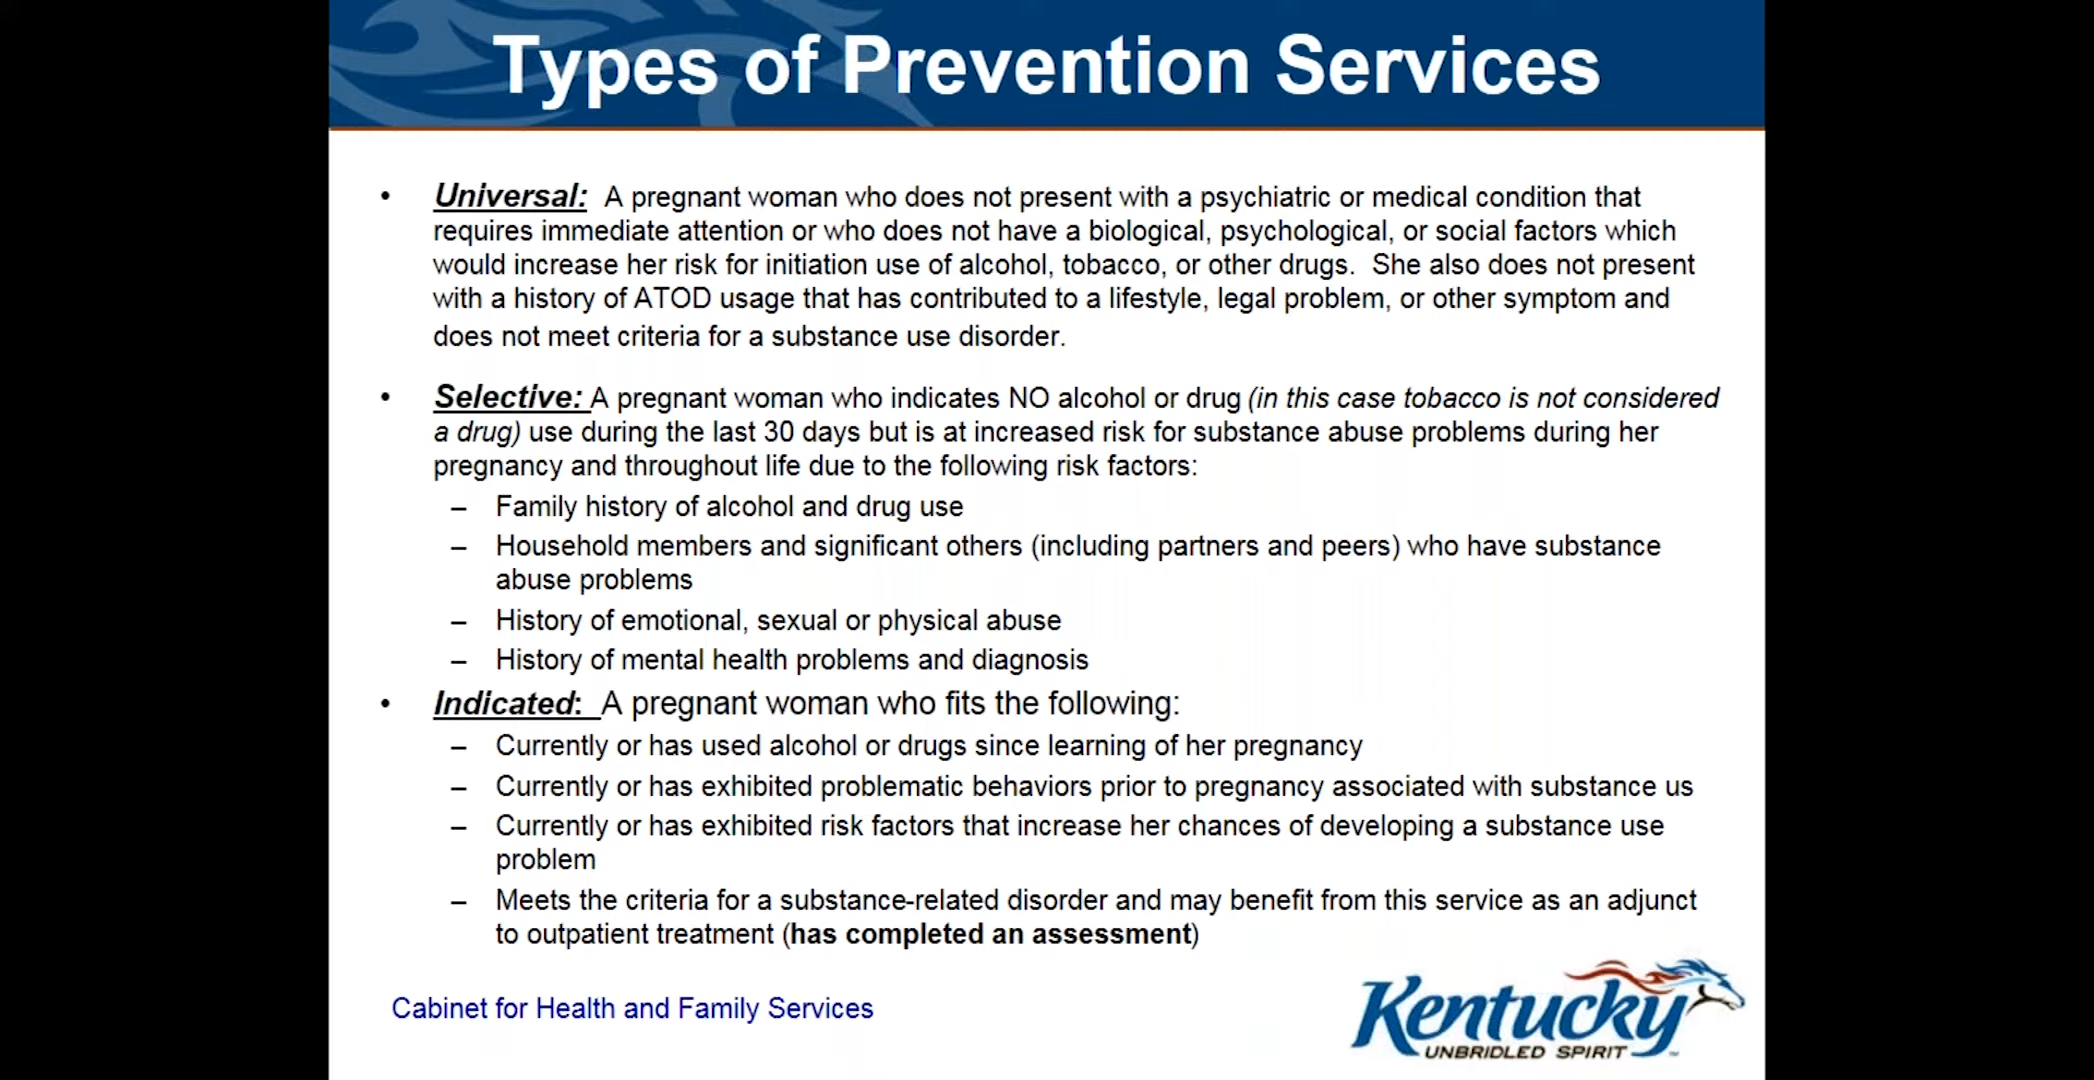 Types of Prevention Services
• Universal: A pregnant woman who does not present with a psychiatric or medical condition that
requires immediate attention or who does not have a biological, psychological, or social factors which
would increase her risk for initiation use of alcohol, tobacco, or other drugs. She also does not present
with a history of ATOD usage that has contributed to a lifestyle, legal problem, or other symptom and
does not meet criteria for a substance use disorder.
• Selective: A pregnant woman who indicates NO alcohol or drug (in this case tobacco is not considered
a drug) use during the last 30 days but is at increased risk for substance abuse problems during her
pregnancy and throughout life due to the following risk factors:
– Family history of alcohol and drug use
– Household members and significant others (including partners and peers) who have substance
abuse problems
– History of emotional, sexual or physical abuse
– History of mental health problems and diagnosis
• Indicated: A pregnant woman who fits the following:
– Currently or has used alcohol or drugs since learning of her pregnancy
– Currently or has exhibited problematic behaviors prior to pregnancy associated with substance us
– Currently or has exhibited risk factors that increase her chances of developing a substance use
problem
– Meets the criteria for a substance-related disorder and may benefit from this service as an adjunct
to outpatient treatment (has completed an assessment)
Cabinet for Health and Family Services
Kentucky
UNBRIDLED SPIRIT™